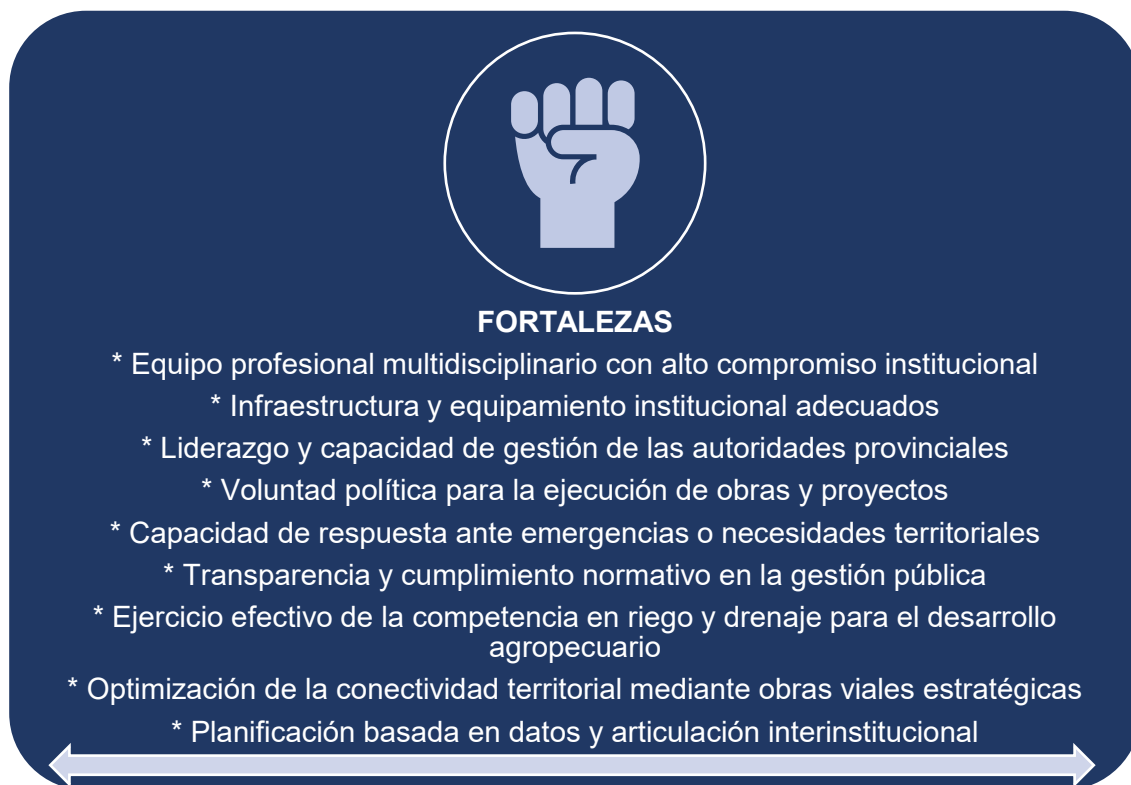 FORTALEZAS
* Equipo profesional multidisciplinario con alto compromiso institucional
* Infraestructura y equipamiento institucional adecuados
* Liderazgo y capacidad de gestión de las autoridades provinciales
* Voluntad política para la ejecución de obras y proyectos
* Capacidad de respuesta ante emergencias o necesidades territoriales
* Transparencia y cumplimiento normativo en la gestión pública
* Ejercicio efectivo de la competencia en riego y drenaje para el desarrollo
agropecuario
* Optimización de la conectividad territorial mediante obras viales estratégicas
* Planificación basada en datos y articulación interinstitucional